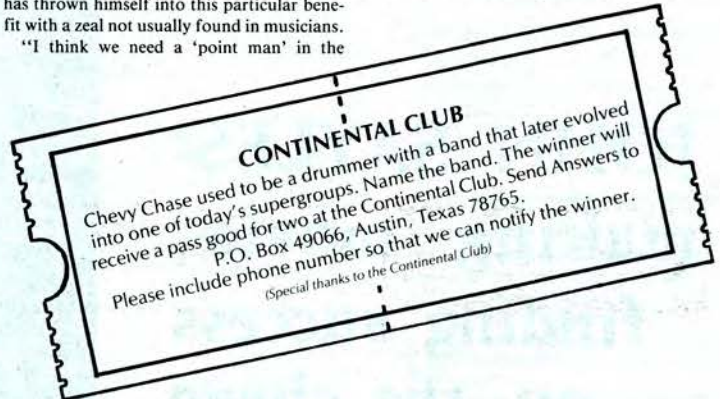 has thrown himself into this particular bene-
fit with a zeal not usually found in musicians.
"I think we need a 'point man' in the
CONTINENTAL CLUB
Chevy Chase used to be a drummer with a band that later evolved
into one of today's supergroups. Name the band. The winner will
receive a pass good for two at the Continental Club. Send Answers to
P.O. Box 49066, Austin, Texas 78765.
Please include phone number so that we can notify the winner.
(Special thanks to the Continental Club)